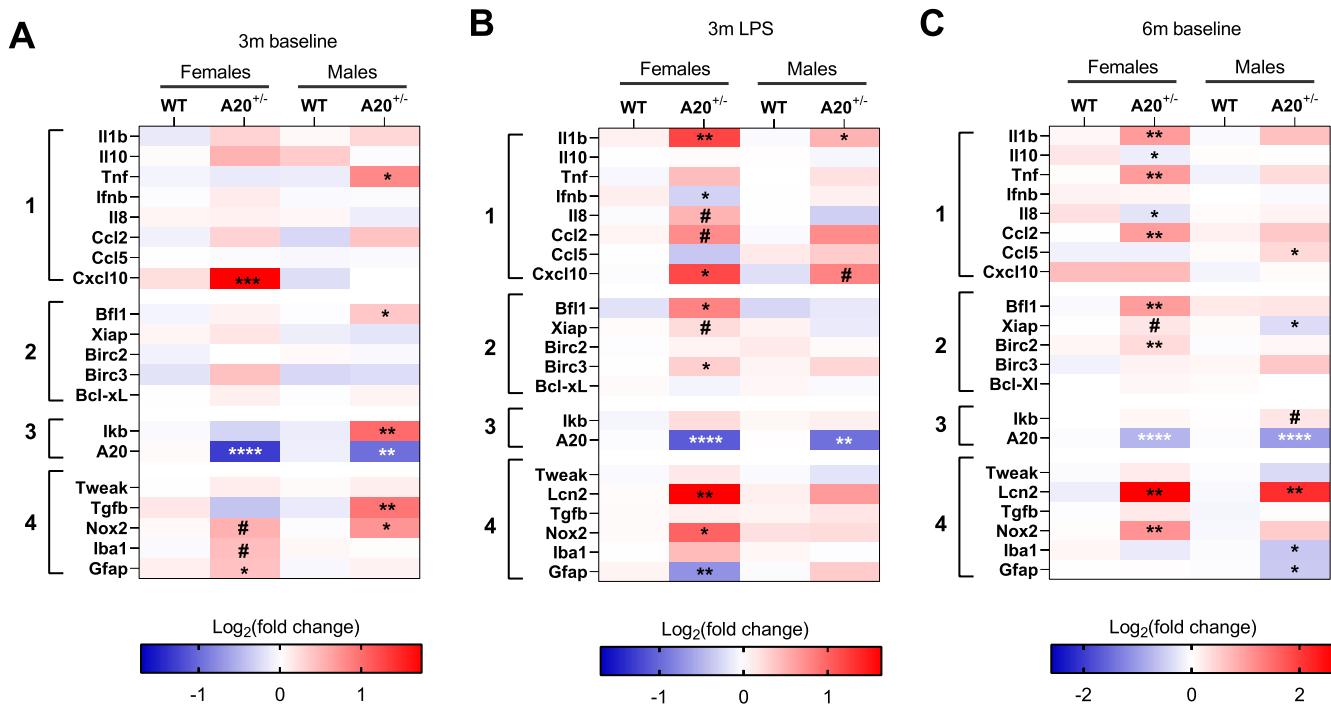 A
3m baseline
Females Males
WT A20+/- WT A20+/-
1
Il1b
Il10
Tnf *
Ifnb
Il8
Ccl2
Ccl5
Cxcl10 ***
2
Bfl1 *
Xiap
Birc2
Birc3
Bcl-xL
3
Ikb **
A20 **** **
4
Tweak
Tgfb **
Nox2 # *
Iba1 #
Gfap *
Log2(fold change)
-1 0 1
B
3m LPS
Females Males
WT A20+/- WT A20+/-
1
Il1b ** *
Il10
Tnf
Ifnb *
Il8 #
Ccl2 #
Ccl5
Cxcl10 * #
2
Bfl1 *
Xiap #
Birc2
Birc3 *
Bcl-xL
3
Ikb
A20 **** **
4
Tweak
Lcn2 **
Tgfb
Nox2 *
Iba1
Gfap **
Log2(fold change)
-1 0 1
C
6m baseline
Females Males
WT A20+/- WT A20+/-
1
Il1b **
Il10 *
Tnf **
Ifnb
Il8 *
Ccl2 **
Ccl5 *
Cxcl10
2
Bfl1 **
Xiap # *
Birc2 **
Birc3
Bcl-Xl
3
Ikb #
A20 **** ****
4
Tweak
Lcn2 ** **
Tgfb
Nox2 **
Iba1 *
Gfap *
Log2(fold change)
-2 0 2